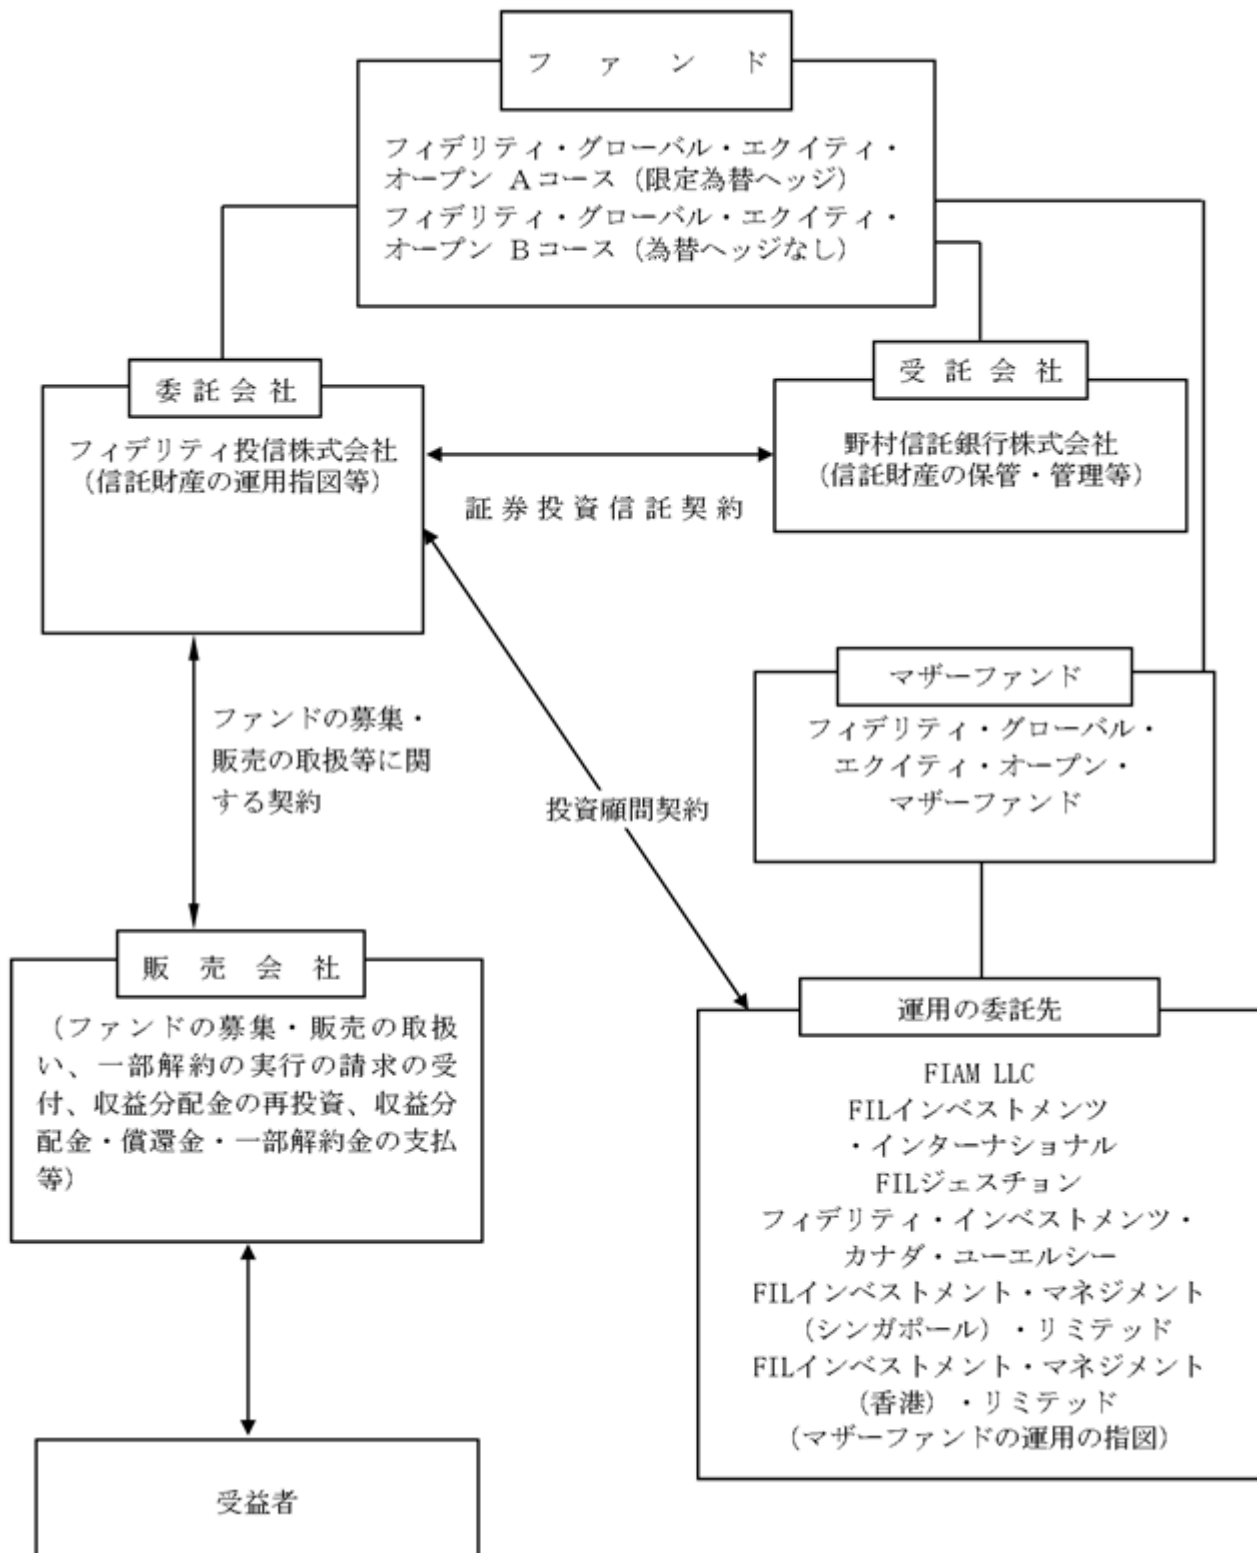 ファンド
フィデリティ・グローバル・エクイティ・
オープン Aコース（限定為替ヘッジ）
フィデリティ・グローバル・エクイティ・
オープン Bコース（為替ヘッジなし）
委託会社
フィデリティ投信株式会社
（信託財産の運用指図等）
受託会社
野村信託銀行株式会社
（信託財産の保管・管理等）
証券投資信託契約
マザーファンド
フィデリティ・グローバル・
エクイティ・オープン・
マザーファンド
ファンドの募集・
販売の取扱等に関
する契約
投資顧問契約
販売会社
（ファンドの募集・販売の取扱
い、一部解約の実行の請求の受
付、収益分配金の再投資、収益分
配金・償還金・一部解約金の支払
等）
運用の委託先
FIAM LLC
FILインベストメンツ
・インターナショナル
FILジェスチョン
フィデリティ・インベストメンツ・
カナダ・ユーエルシー
FILインベストメント・マネジメント
（シンガポール）・リミテッド
FILインベストメント・マネジメント
（香港）・リミテッド
（マザーファンドの運用の指図）
受益者